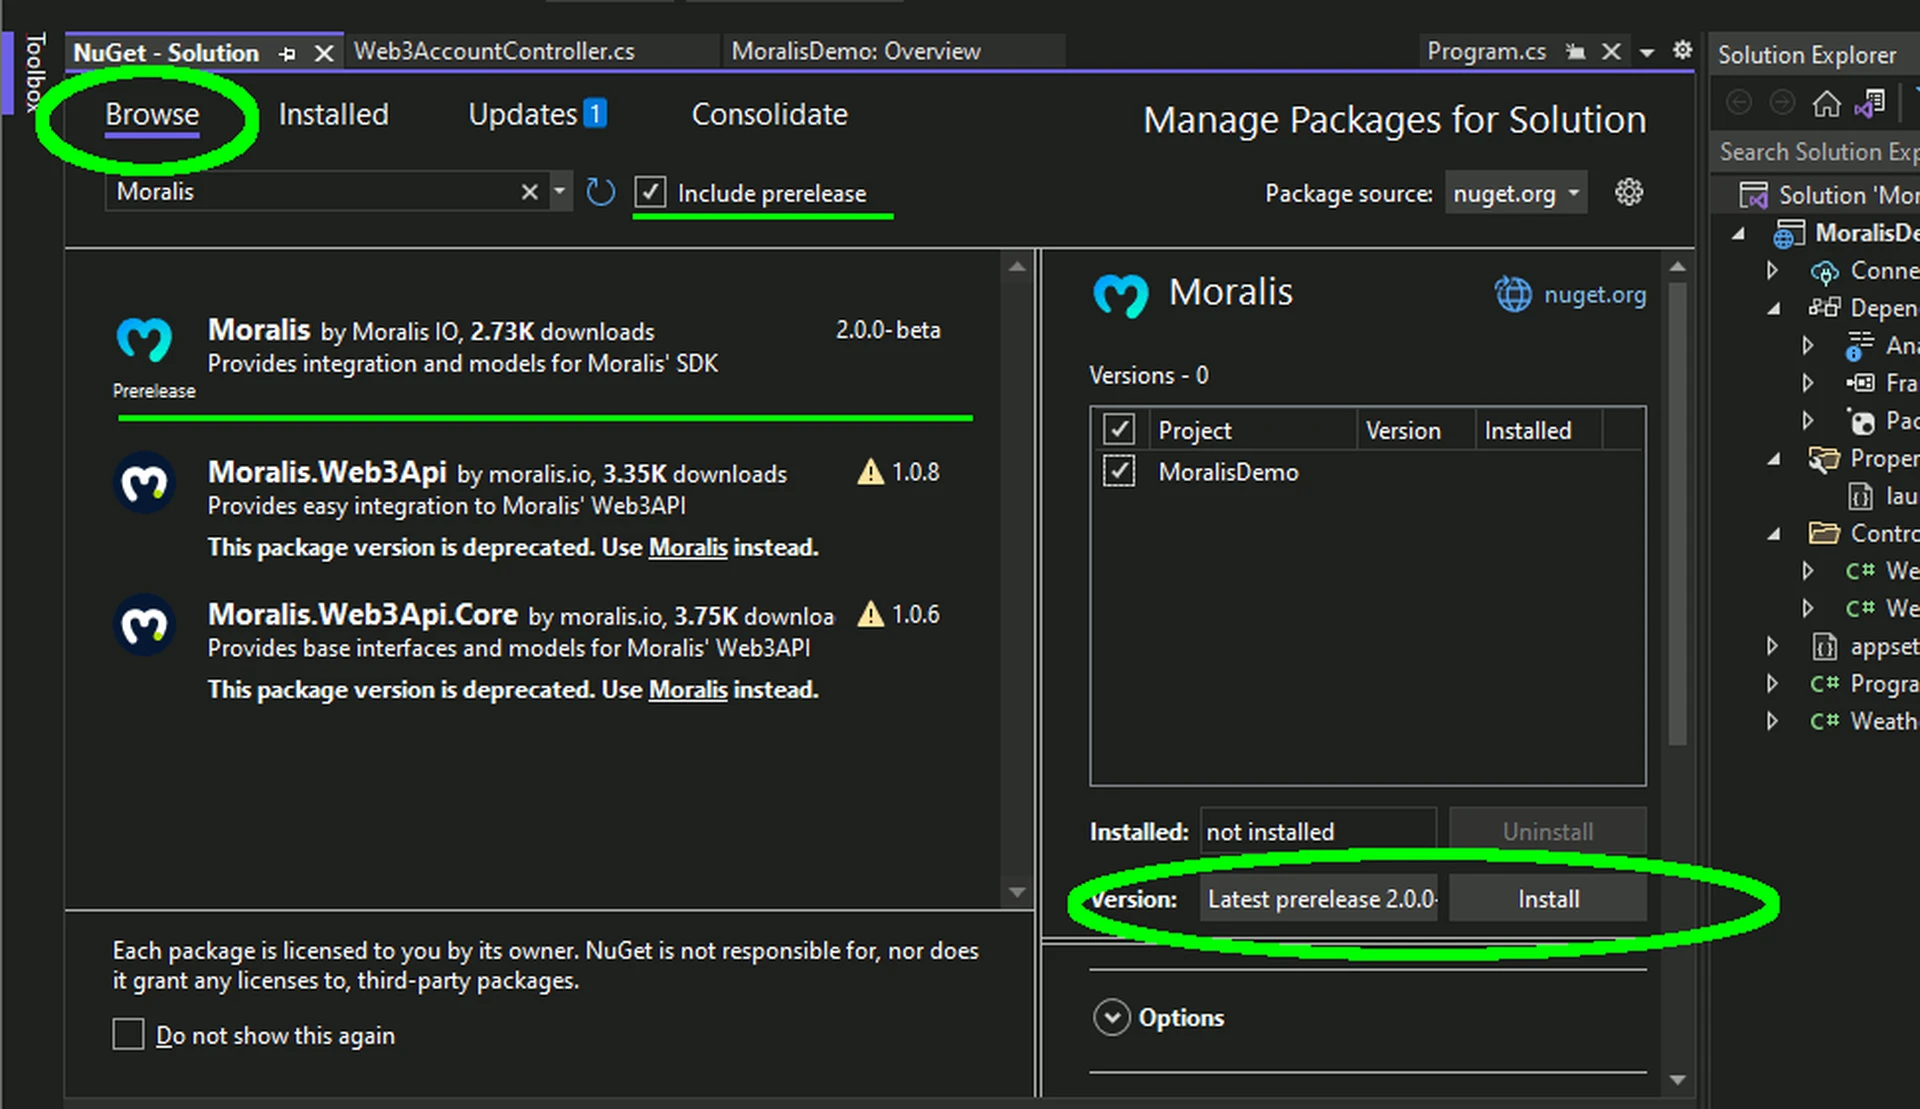 Toolbox
NuGet - Solution
Web3AccountController.cs
MoralisDemo: Overview
Program.cs
Solution Explorer
Browse
Installed
Updates 1
Consolidate
Manage Packages for Solution
Moralis
Include prerelease
Package source: nuget.org
Search Solution Exp
Solution 'Mor
MoralisDe
Conne
Depen
Ana
Fra
Pac
Proper
lau
Contro
C# We
C# We
appset
C# Progra
C# Weath
Moralis by Moralis IO, 2.73K downloads 2.0.0-beta
Provides integration and models for Moralis' SDK
Prerelease
Moralis.Web3Api by moralis.io, 3.35K downloads 1.0.8
Provides easy integration to Moralis' Web3API
This package version is deprecated. Use Moralis instead.
Moralis.Web3Api.Core by moralis.io, 3.75K downloa 1.0.6
Provides base interfaces and models for Moralis' Web3API
This package version is deprecated. Use Moralis instead.
Each package is licensed to you by its owner. NuGet is not responsible for, nor does
it grant any licenses to, third-party packages.
Do not show this again
Moralis
nuget.org
Versions - 0
Project Version Installed
MoralisDemo
Installed: not installed Uninstall
Version: Latest prerelease 2.0.0- Install
Options